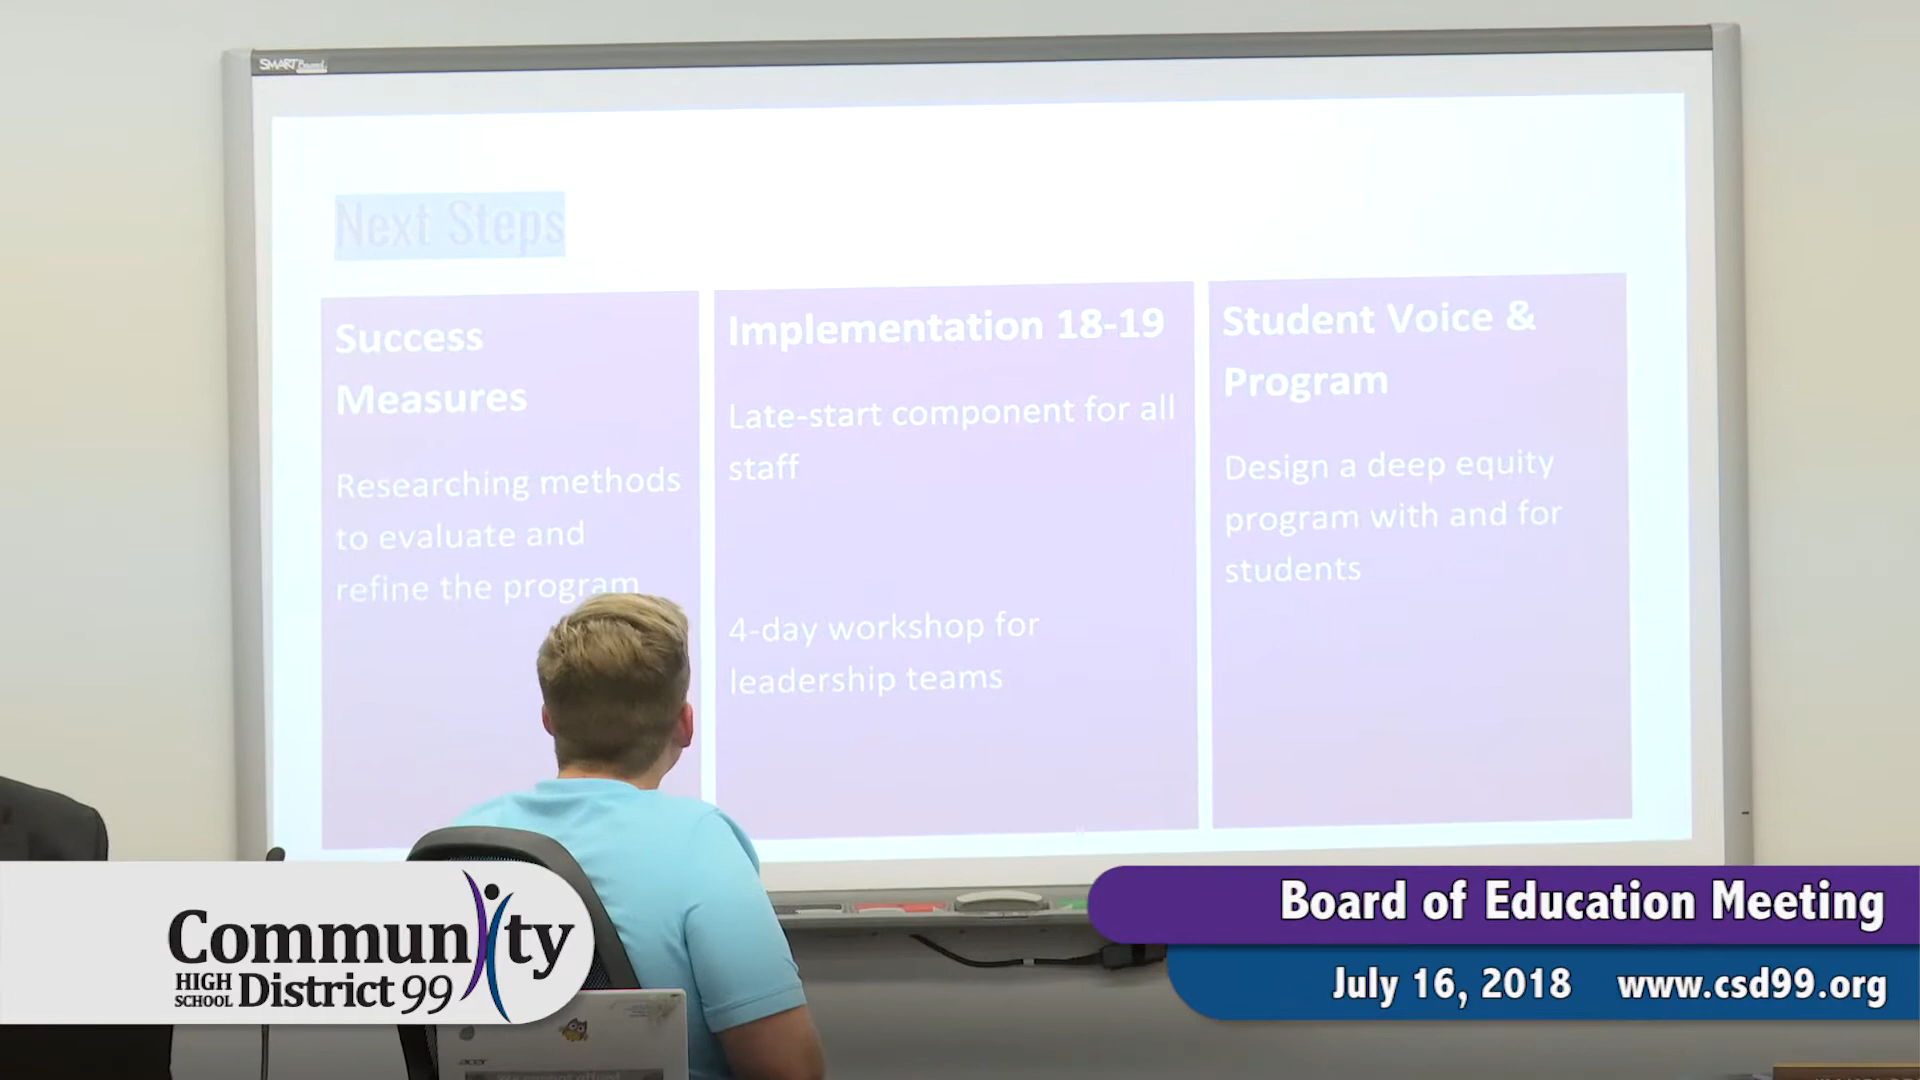 SMART Board
Next Steps
Success
Measures
Researching methods
to evaluate and
refine the program
Implementation 18-19
Late-start component for all
staff
4-day workshop for
leadership teams
Student Voice &
Program
Design a deep equity
program with and for
students
Community
HIGH SCHOOL District 99
acer
Board of Education Meeting
July 16, 2018 www.csd99.org